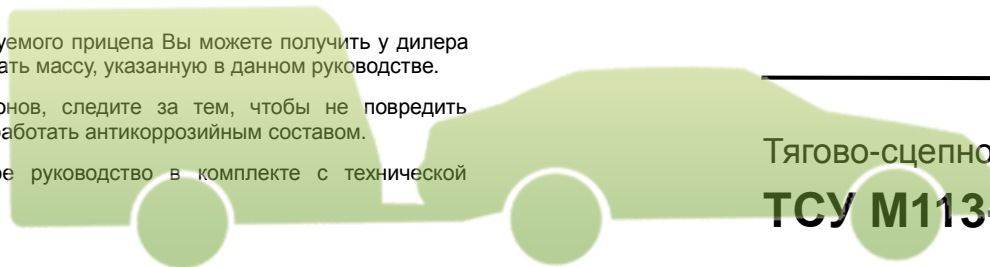 уемого прицепа Вы можете получить у дилера
ать массу, указанную в данном руководстве.
онов, следите за тем, чтобы не повредить
работать антикоррозийным составом.
ое руководство в комплекте с технической
Тягово-сцепно
ТСУ М113-